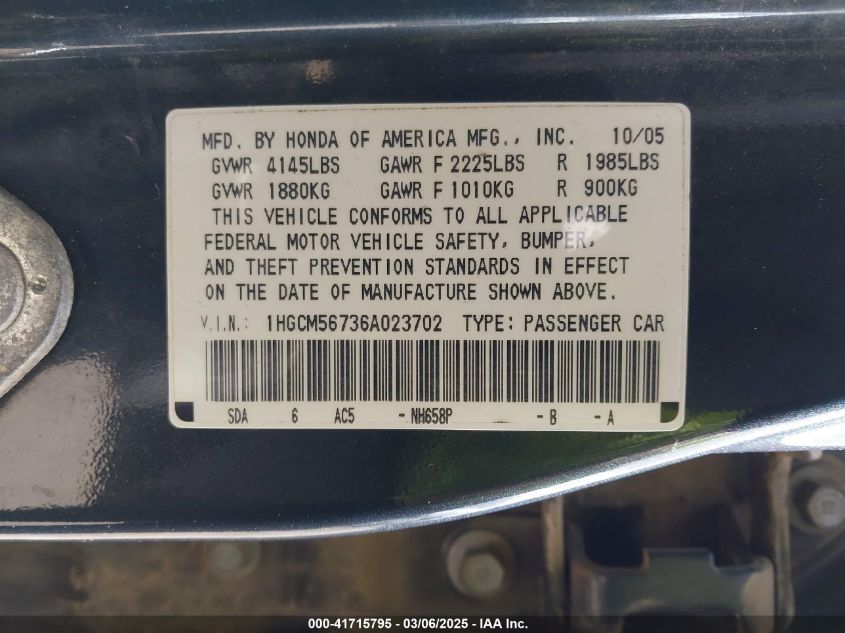 MFD. BY HONDA OF AMERICA MFG., INC. 10/05
GVWR 4145LBS GAWR F 2225LBS R 1985LBS
GVWR 1880KG GAWR F 1010KG R 900KG
THIS VEHICLE CONFORMS TO ALL APPLICABLE
FEDERAL MOTOR VEHICLE SAFETY, BUMPER,
AND THEFT PREVENTION STANDARDS IN EFFECT
ON THE DATE OF MANUFACTURE SHOWN ABOVE.
V.I.N.: 1HGCM56736A023702 TYPE: PASSENGER CAR
SDA 6 AC5 -NH658P -B -A
000-41715795 - 03/06/2025 - IAA Inc.